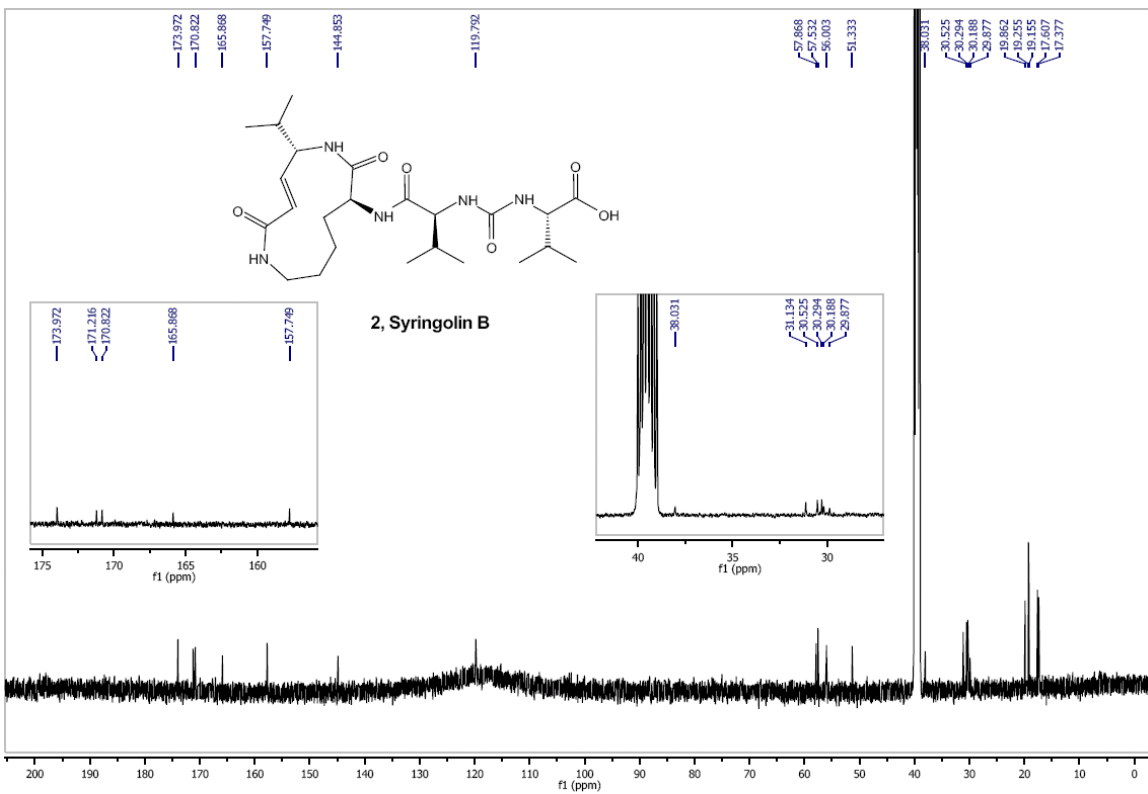 173.972
170.822
165.868
157.749
144.853
119.792
57.868
57.532
56.003
51.333
38.031
30.525
30.294
30.188
29.877
19.862
19.255
19.155
17.607
17.377
NH
O
O
NH
O
NH
O
NH
NH
O
OH
HN
2, Syringolin B
173.972
171.216
170.822
165.868
157.749
175 170 165 160
f1 (ppm)
38.031
31.134
30.525
30.294
30.188
29.877
40 35 30
f1 (ppm)
200 190 180 170 160 150 140 130 120 110 100 90 80 70 60 50 40 30 20 10 0
f1 (ppm)